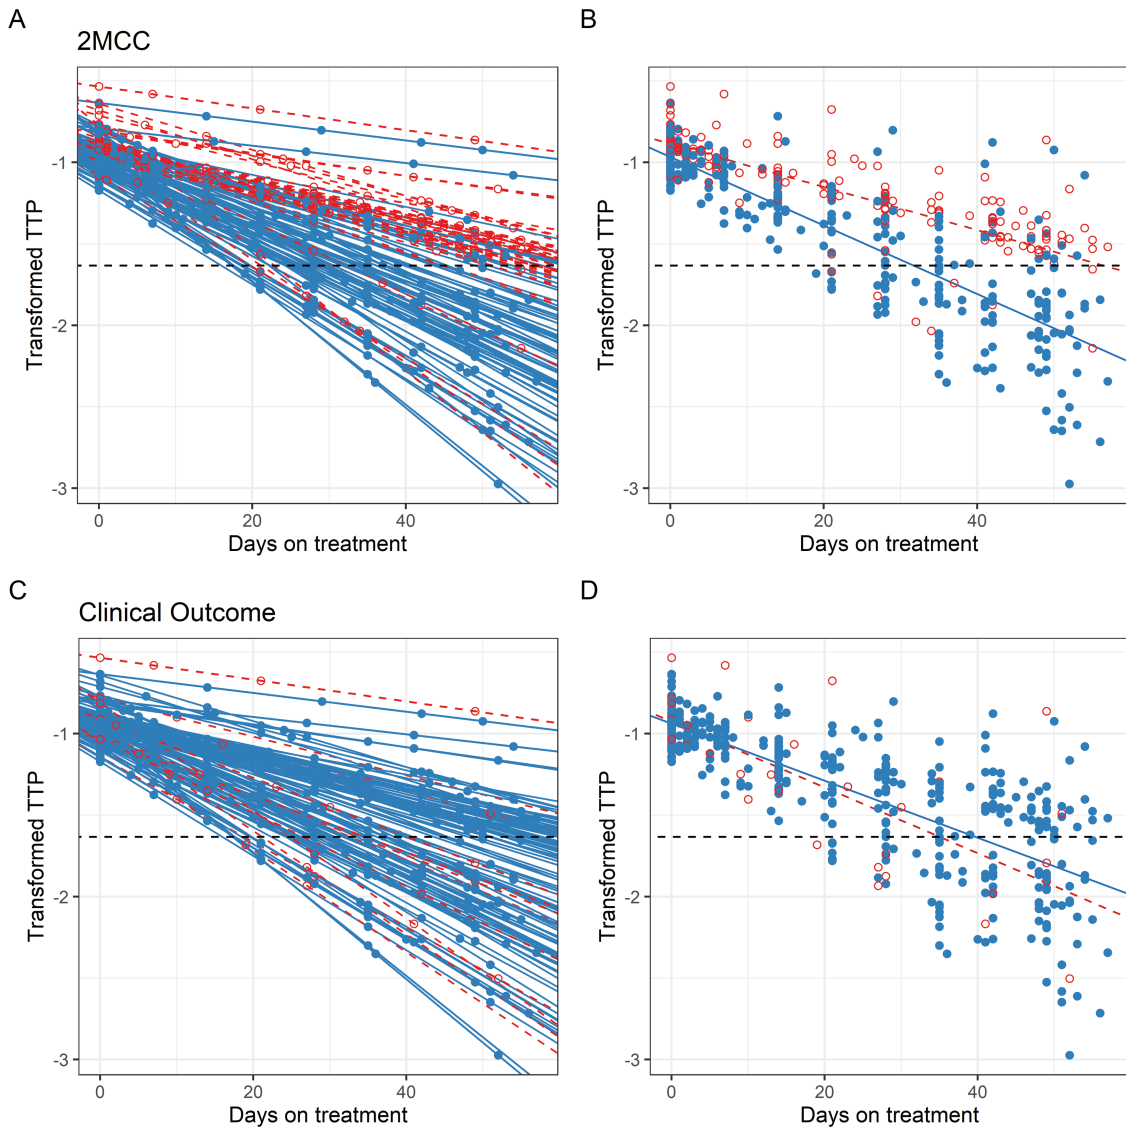 A
2MCC
Transformed TTP
-1
-2
-3
0
20
40
Days on treatment
B
Transformed TTP
-1
-2
-3
0
20
40
Days on treatment
C
Clinical Outcome
Transformed TTP
-1
-2
-3
0
20
40
Days on treatment
D
Transformed TTP
-1
-2
-3
0
20
40
Days on treatment